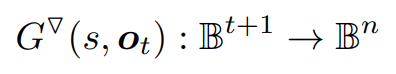 G^▽(s, 𝒐_t) : 𝔹^{t+1} → 𝔹^n